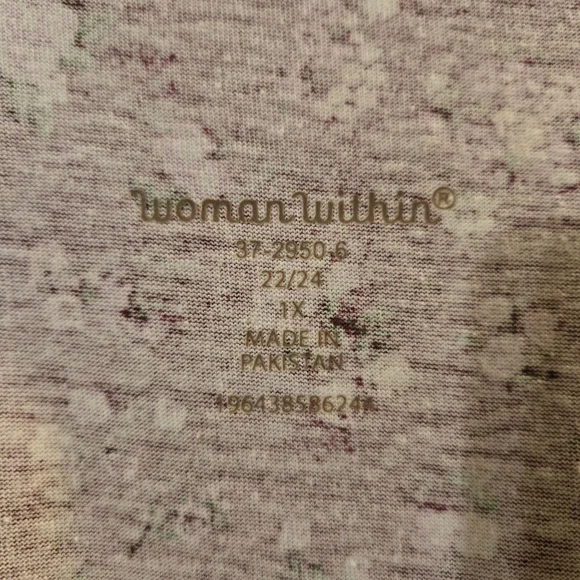 woman within®
37-2950-6
22/24
1X
MADE IN
PAKISTAN